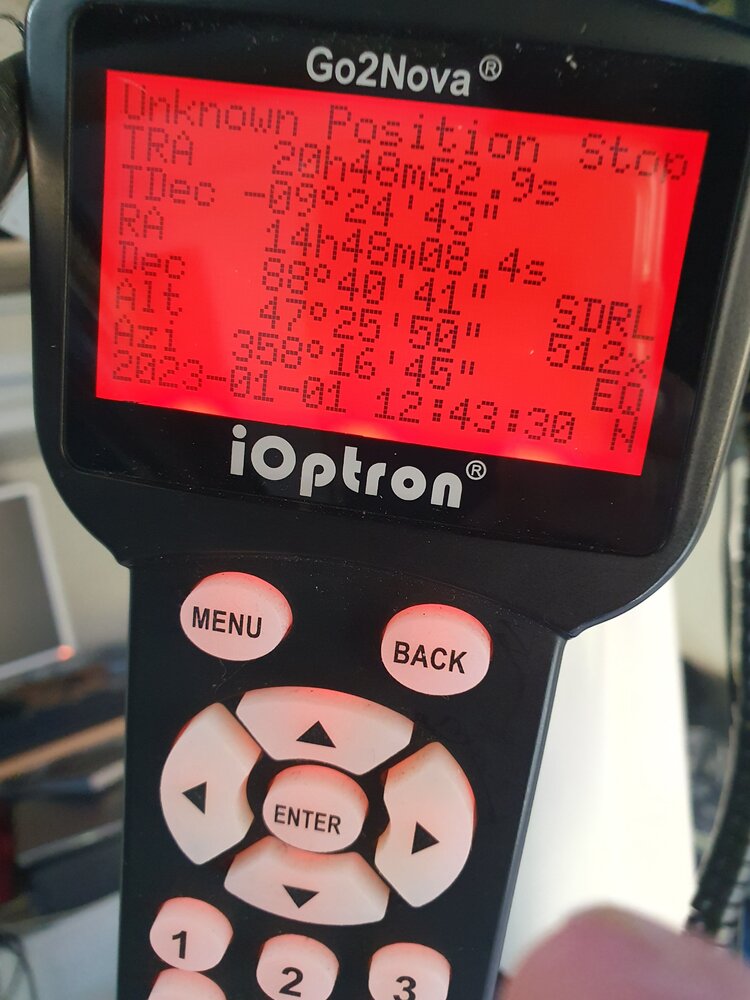 Go2Nova®
Unknown Position Stop
TRA 20h48m52.9s
TDec -09°24'43"
RA 14h48m08.4s
Dec 88°40'41" SDRL
Alt 47°25'50" 512x
Azi 358°16'45" EQ
2023-01-01 12:43:30 N
iOptron®
MENU
BACK
ENTER
1
2
3